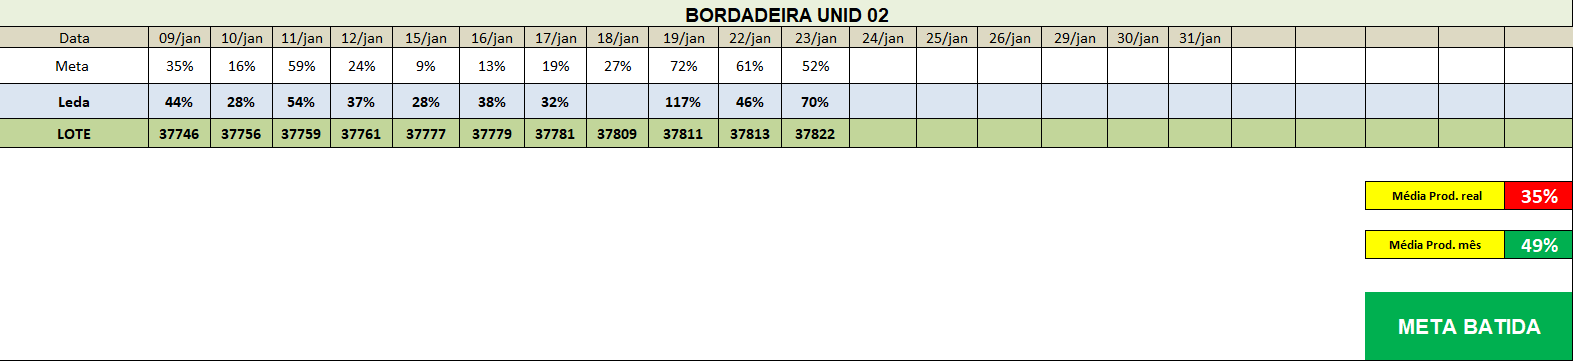 BORDADEIRA UNID 02
Data 09/jan 10/jan 11/jan 12/jan 15/jan 16/jan 17/jan 18/jan 19/jan 22/jan 23/jan 24/jan 25/jan 26/jan 29/jan 30/jan 31/jan
Meta 35% 16% 59% 24% 9% 13% 19% 27% 72% 61% 52%
Leda 44% 28% 54% 37% 28% 38% 32% 117% 46% 70%
LOTE 37746 37756 37759 37761 37777 37779 37781 37809 37811 37813 37822
Média Prod. real 35%
Média Prod. mês 49%
META BATIDA